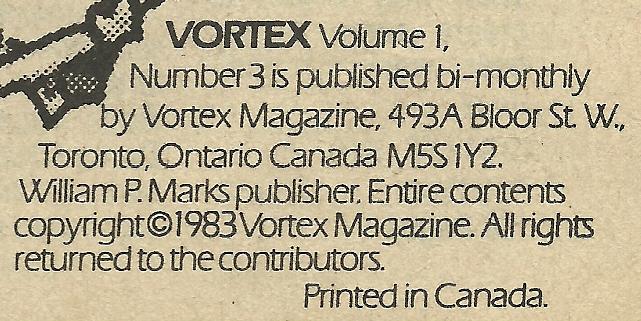 VORTEX Volume 1,
Number 3 is published bi-monthly
by Vortex Magazine, 493A Bloor St. W.,
Toronto, Ontario Canada M5S 1Y2.
William P. Marks publisher. Entire contents
copyright © 1983 Vortex Magazine. All rights
returned to the contributors.
Printed in Canada.